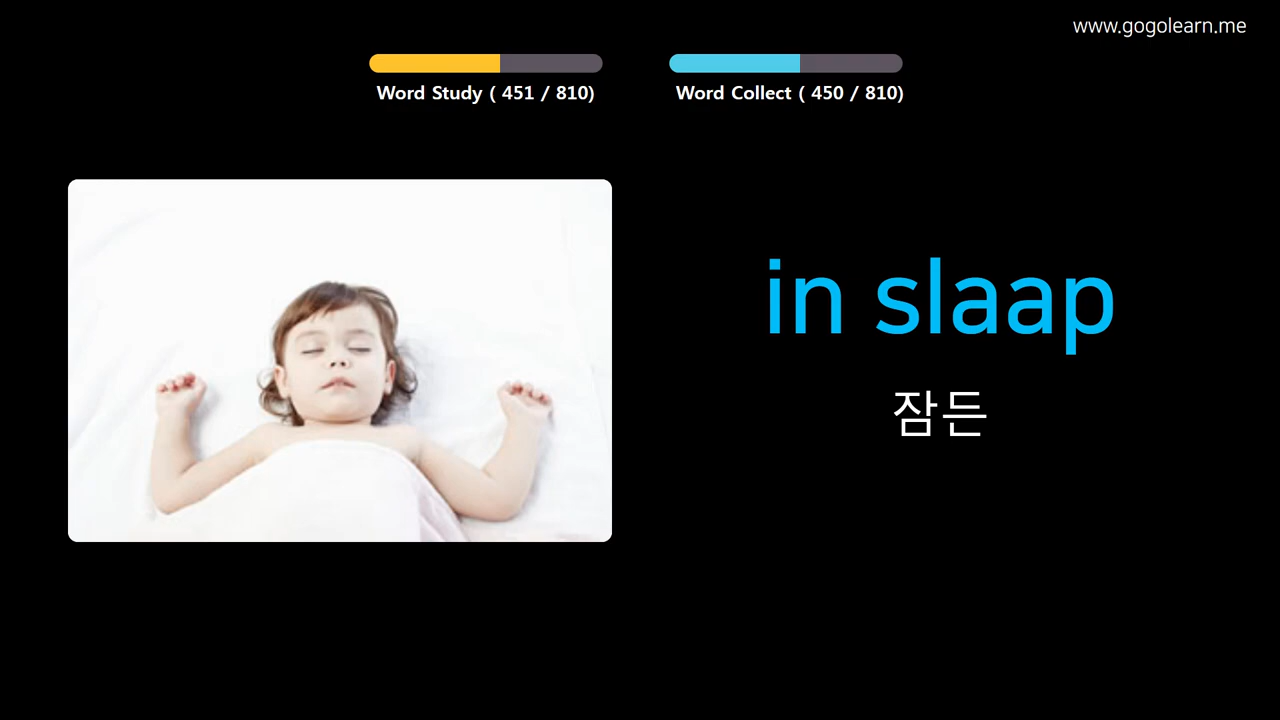 www.gogolearn.me
Word Study ( 451 / 810)
Word Collect ( 450 / 810)
in slaap
잠든